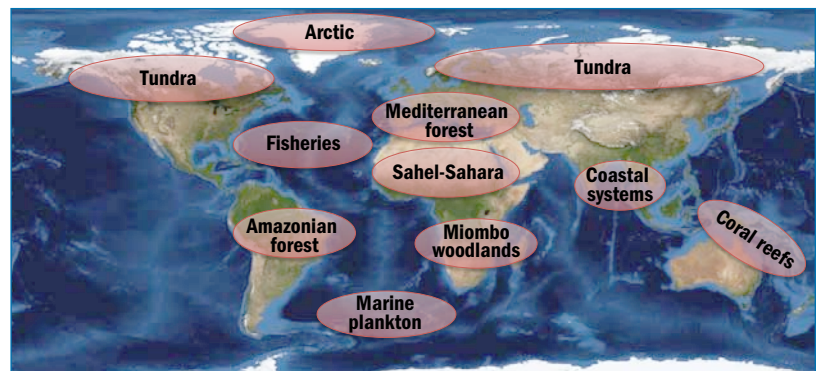 Arctic
Tundra
Tundra
Mediterranean
forest
Fisheries
Sahel-Sahara
Coastal
systems
Amazonian
forest
Miombo
woodlands
Coral reefs
Marine
plankton